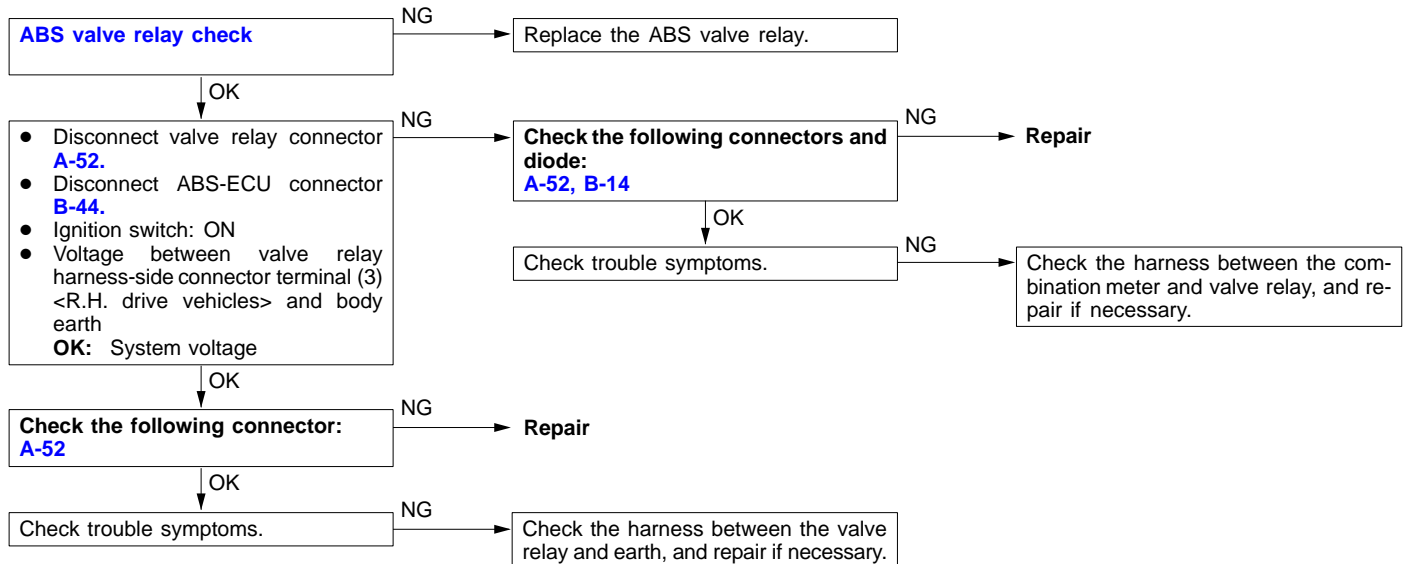 ABS valve relay check
NG
Replace the ABS valve relay.
OK
● Disconnect valve relay connector
A-52.
● Disconnect ABS-ECU connector
B-44.
● Ignition switch: ON
● Voltage between valve relay
harness-side connector terminal (3)
<R.H. drive vehicles> and body
earth
OK: System voltage
NG
Check the following connectors and
diode:
A-52, B-14
NG
Repair
OK
Check trouble symptoms.
NG
Check the harness between the com-
bination meter and valve relay, and re-
pair if necessary.
OK
Check the following connector:
A-52
NG
Repair
OK
Check trouble symptoms.
NG
Check the harness between the valve
relay and earth, and repair if necessary.